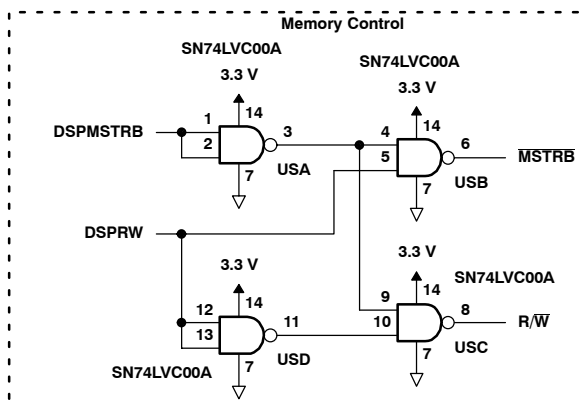 Memory Control
SN74LVC00A
SN74LVC00A
3.3 V
3.3 V
14
14
1
3
4
6
DSPMSTRB
2
5
MSTRB
7
USA
7
USB
DSPRW
3.3 V
3.3 V
SN74LVC00A
14
14
12
9
11
8
R/W
13
10
USD
USC
SN74LVC00A
7
7